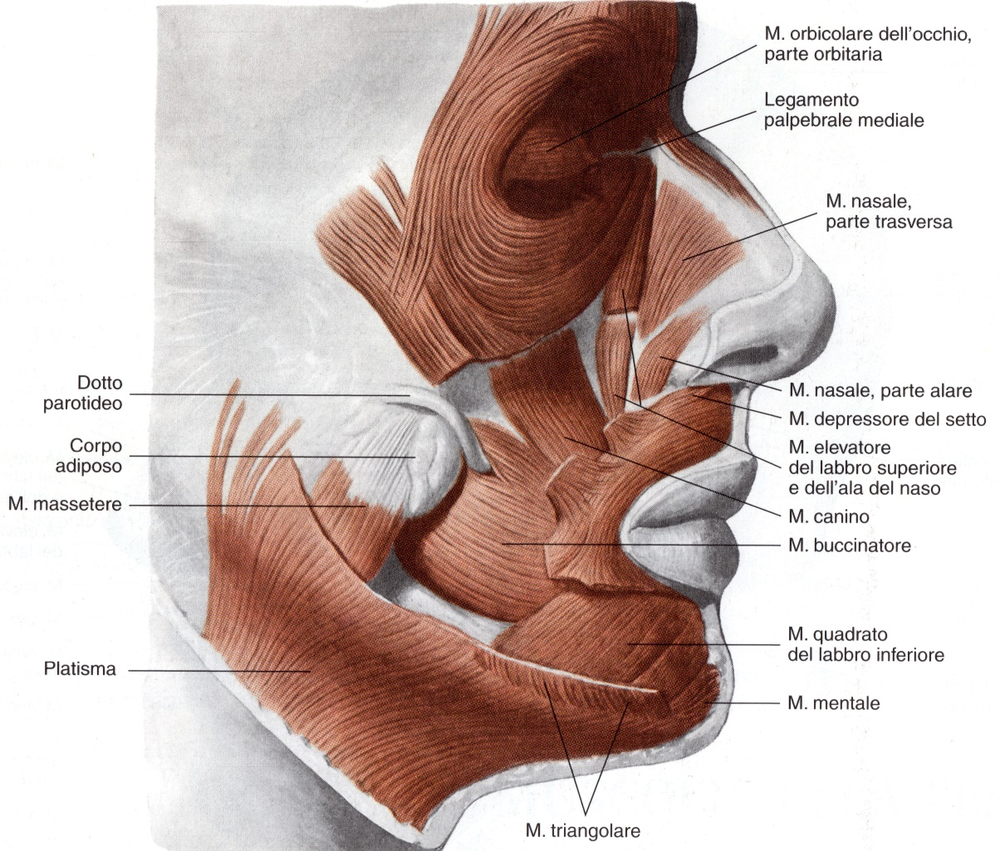 M. orbicolare dell'occhio,
parte orbitaria
Legamento
palpebrale mediale
M. nasale,
parte trasversa
Dotto
parotideo
Corpo
adiposo
M. massetere
Platisma
M. nasale, parte alare
M. depressore del setto
M. elevatore
del labbro superiore
e dell'ala del naso
M. canino
M. buccinatore
M. quadrato
del labbro inferiore
M. mentale
M. triangolare